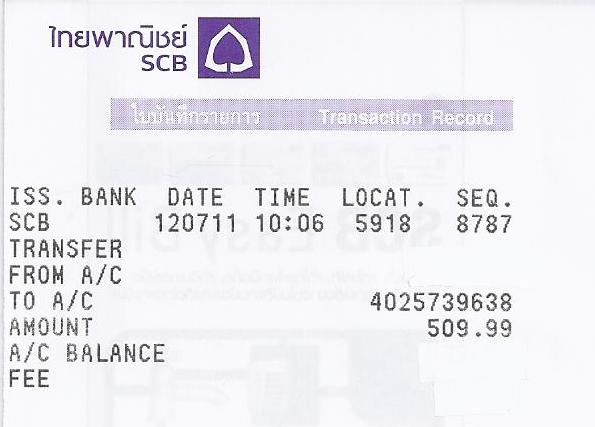 ไทยพาณิชย์
SCB
ใบบันทึกรายการ Transaction Record
ISS. BANK DATE TIME LOCAT. SEQ.
SCB 120711 10:06 5918 8787
TRANSFER
FROM A/C
TO A/C 4025739638
AMOUNT 509.99
A/C BALANCE
FEE